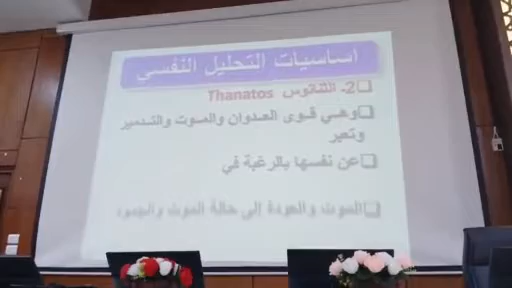 اساسيات التحليل النفسي
2- الثناتوس Thanatos
وهي قوى العدوان والموت والتدمير
وتعبر
عن نفسها بالرغبة في
الموت والعودة إلى حالة الموت والجمود